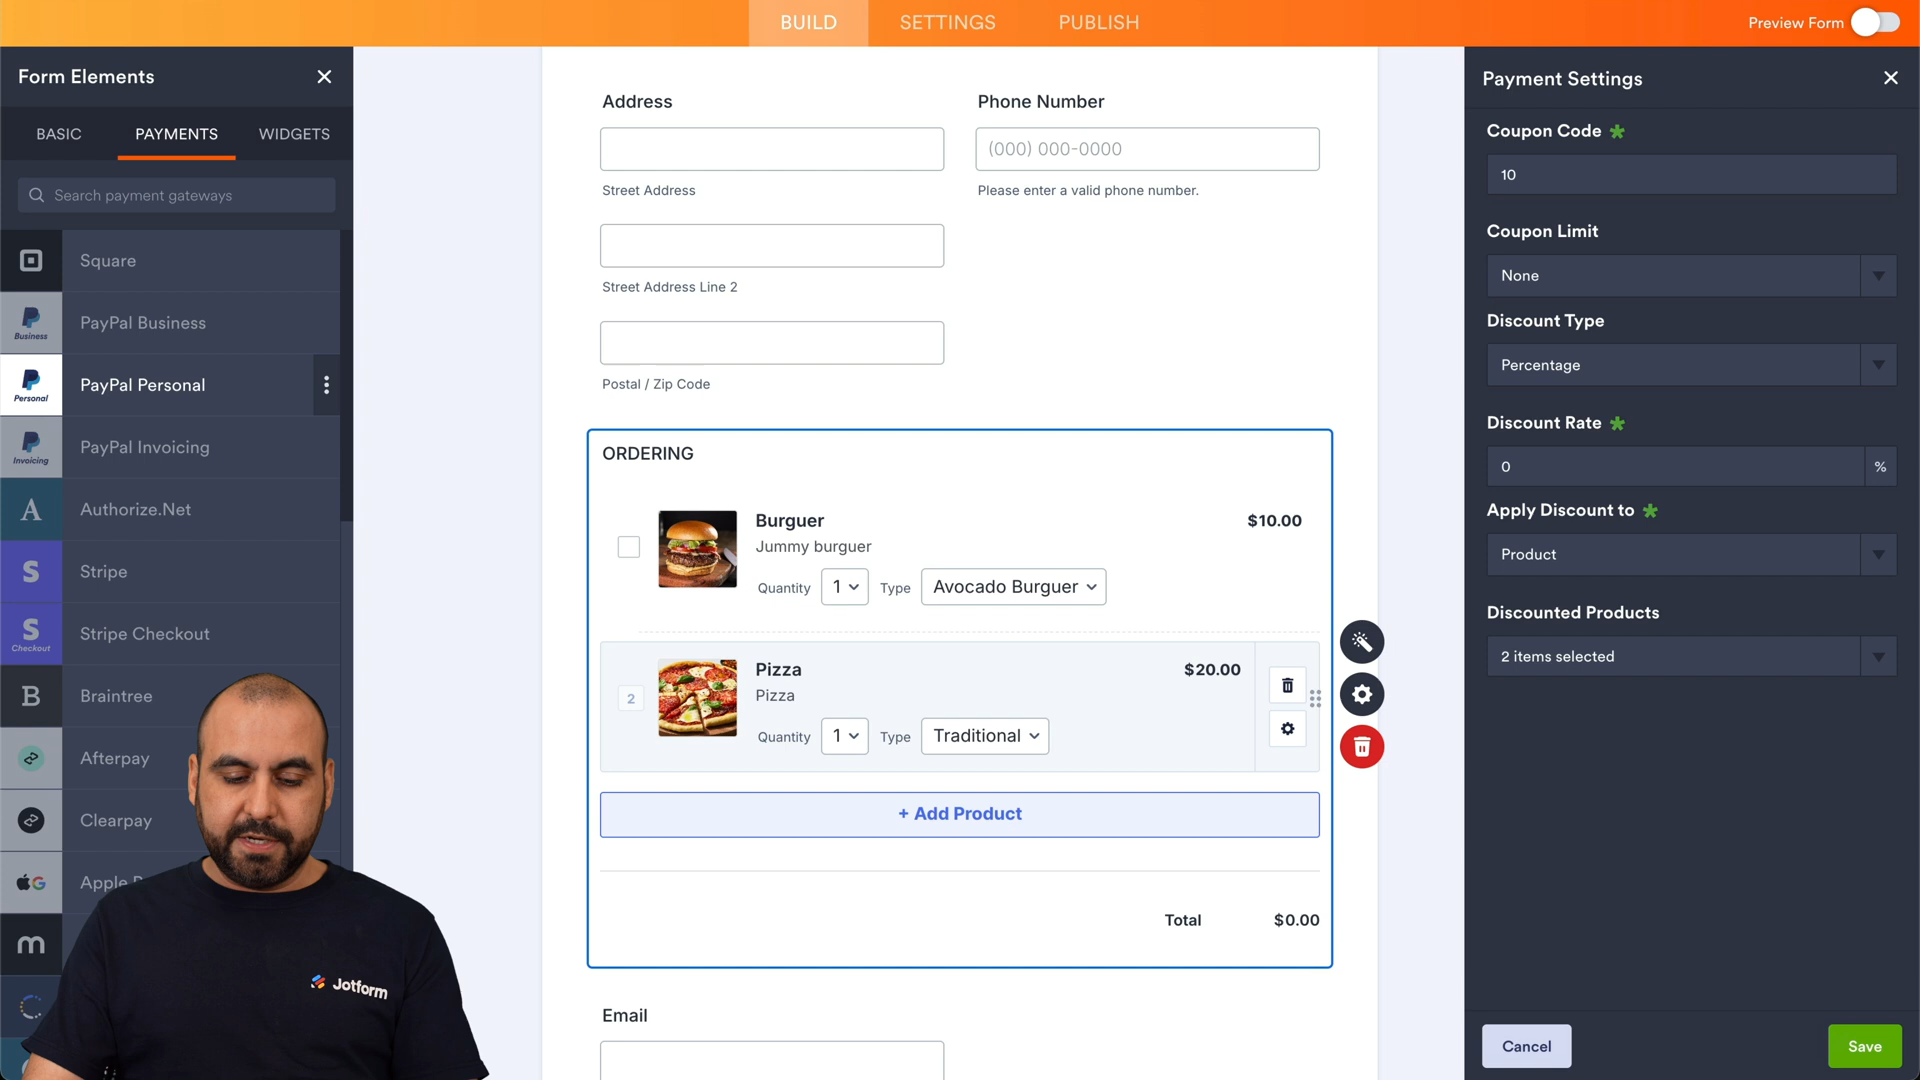 BUILD
SETTINGS
PUBLISH
Preview Form
Form Elements
BASIC
PAYMENTS
WIDGETS
Search payment gateways
Square
Business
PayPal Business
Personal
PayPal Personal
Invoicing
PayPal Invoicing
A
Authorize.Net
S
Stripe
S
Checkout
Stripe Checkout
B
Braintree
Afterpay
Clearpay
G
Apple
m
Jotform
Address
Phone Number
(000) 000-0000
Street Address
Please enter a valid phone number.
Street Address Line 2
Postal / Zip Code
ORDERING
Burguer
$10.00
Jummy burguer
Quantity
1
Type
Avocado Burguer
2
Pizza
$20.00
Pizza
Quantity
1
Type
Traditional
+ Add Product
Total
$0.00
Email
Payment Settings
Coupon Code
10
Coupon Limit
None
Discount Type
Percentage
Discount Rate
0
%
Apply Discount to
Product
Discounted Products
2 items selected
Cancel
Save